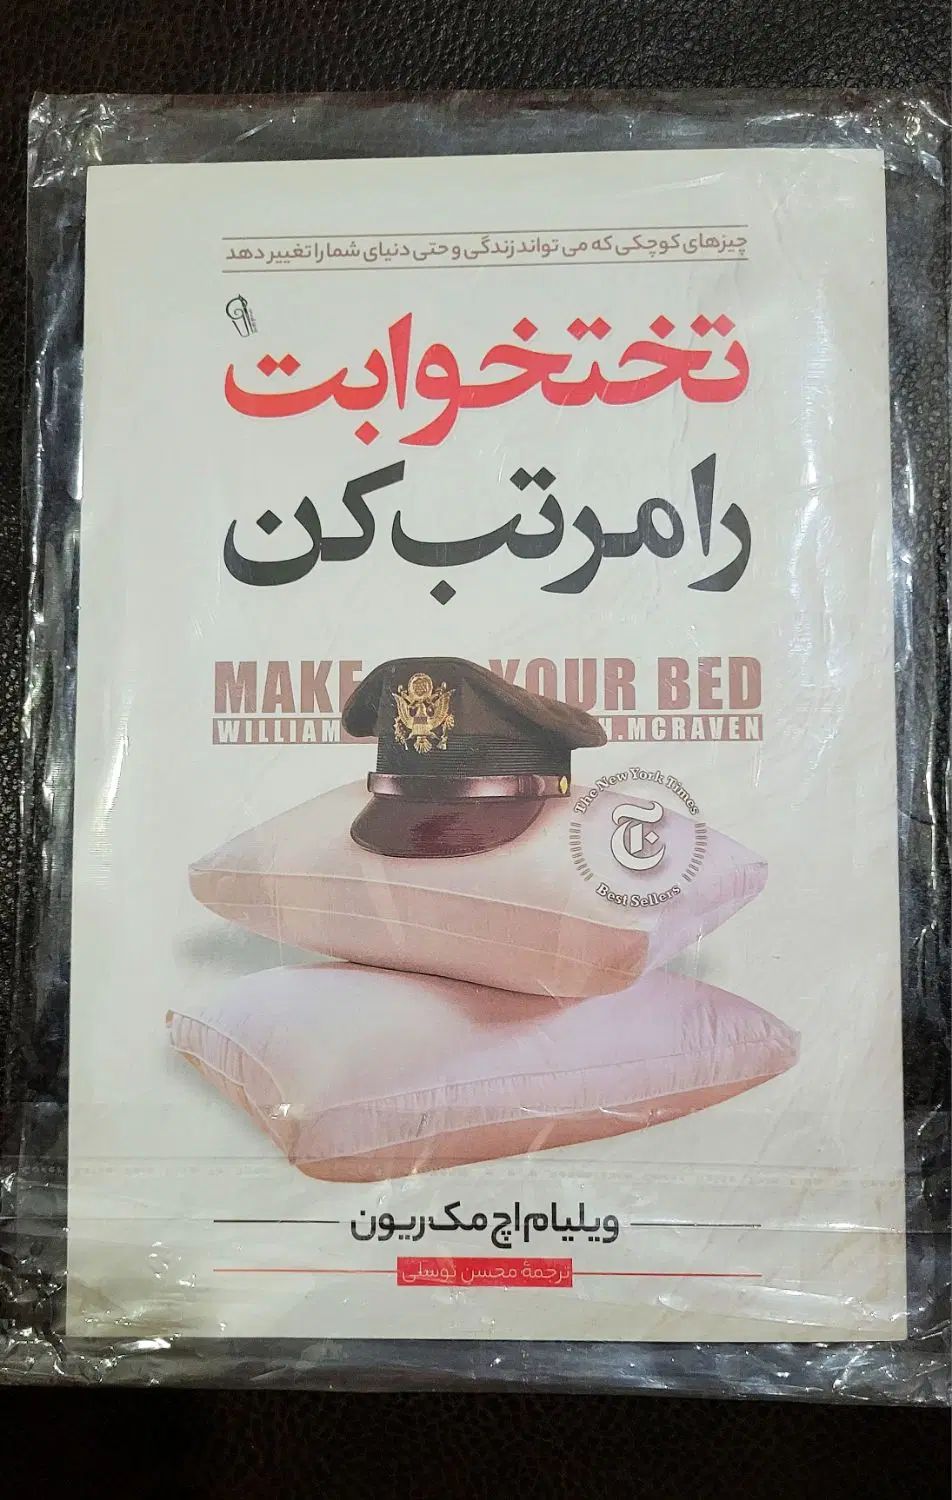 چیزهای کوچکی که می تواند زندگی و حتی دنیای شما را تغییر دهد
تختخوابت
را مرتب کن
MAKE YOUR BED
WILLIAM H.MCRAVEN
The New York Times
Best Sellers
ویلیام اچ مک‌ریون
ترجمهٔ محسن توسلی